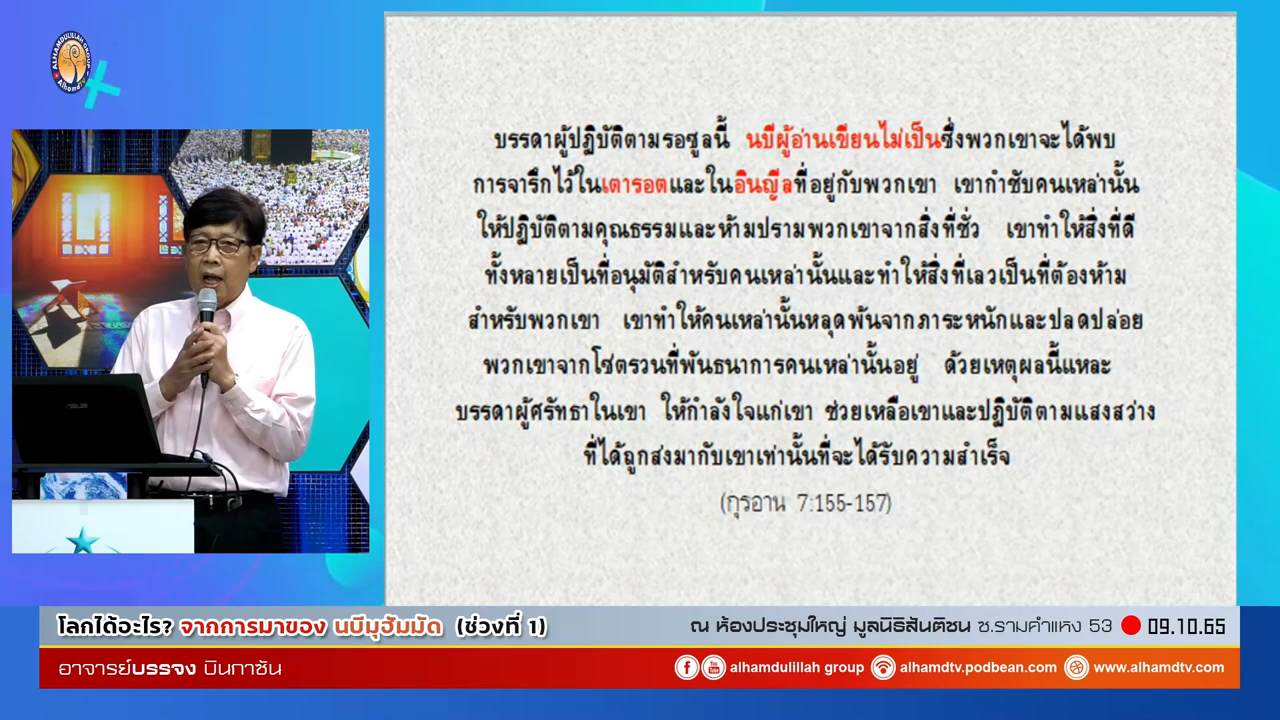 ALHAMDULILLAH GROUP
AlhamdTV
บรรดาผู้ปฏิบัติตามรอซูลนี้ นบีผู้อ่านเขียนไม่เป็นซึ่งพวกเขาจะได้พบ
การจารึกไว้ในเตารอตและในอินญีลที่อยู่กับพวกเขา เขากำชับคนเหล่านั้น
ให้ปฏิบัติตามคุณธรรมและห้ามปรามพวกเขาจากสิ่งที่ชั่ว เขาทำให้สิ่งที่ดี
ทั้งหลายเป็นที่อนุมัติสำหรับคนเหล่านั้นและทำให้สิ่งที่เลวเป็นที่ต้องห้าม
สำหรับพวกเขา เขาทำให้คนเหล่านั้นหลุดพ้นจากภาระหนักและปลดปล่อย
พวกเขาจากโซ่ตรวนที่พันธนาการคนเหล่านั้นอยู่ ด้วยเหตุผลนี้แหละ
บรรดาผู้ศรัทธาในเขา ให้กำลังใจแก่เขา ช่วยเหลือเขาและปฏิบัติตามแสงสว่าง
ที่ได้ถูกส่งมากับเขาเท่านั้นที่จะได้รับความสำเร็จ
(กุรอาน 7:155-157)
โลกได้อะไร? จากการมาของ นบีมุฮัมมัด (ช่วงที่ 1)
ณ ห้องประชุมใหญ่ มูลนิธิสันติชน ซ.รามคำแหง 53
09.10.65
อาจารย์บรรจง บินกาซัน
alhamdulillah group
alhamdtv.podbean.com
www.alhamdtv.com